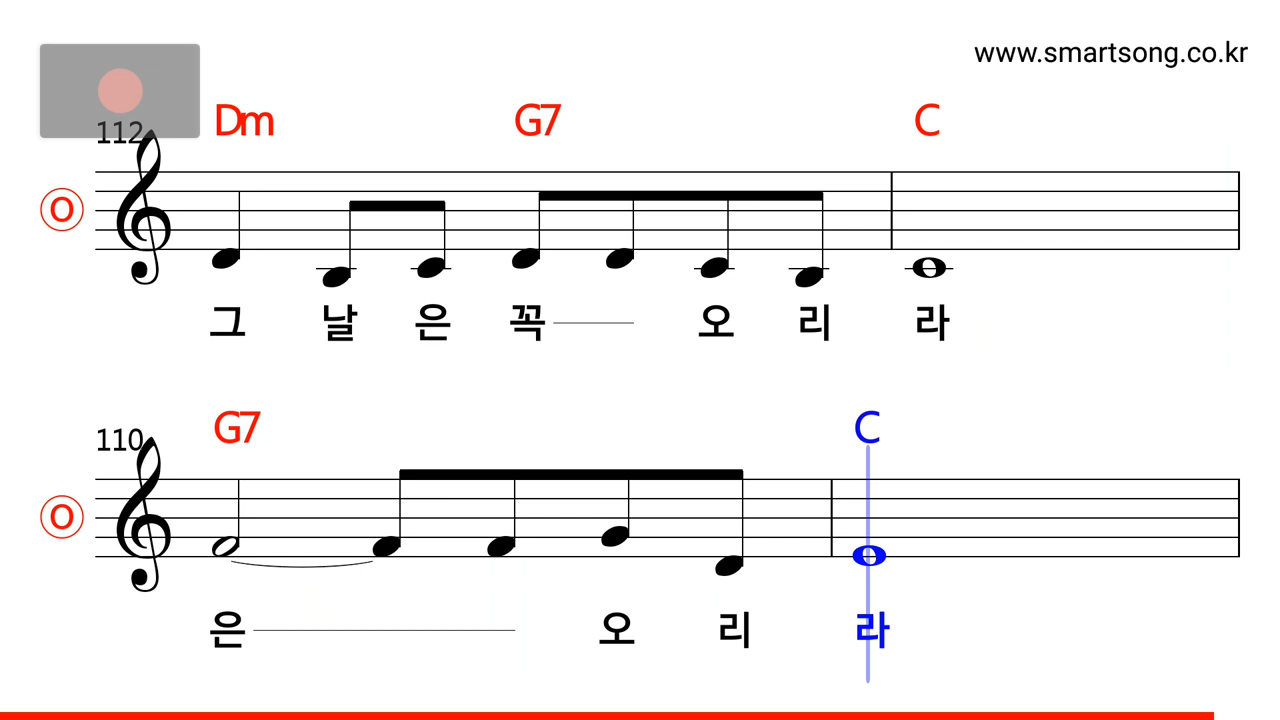 www.smartsong.co.kr
112 Dm G7 C
O
그 날 은 꼭 오 리 라
110 G7 C
O
은 오 리 라